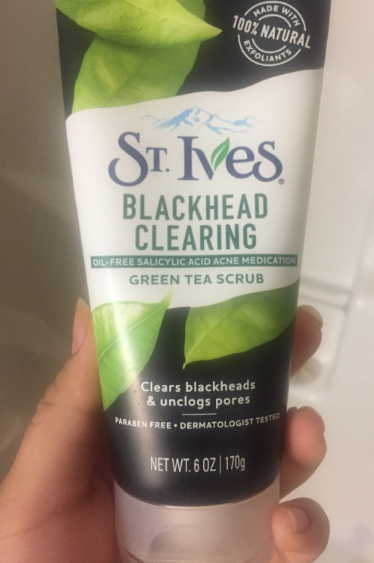 MADE WITH
100% NATURAL
EXFOLIANTS
ST. IVES®
BLACKHEAD
CLEARING
OIL-FREE SALICYLIC ACID ACNE MEDICATION
GREEN TEA SCRUB
Clears blackheads
& unclogs pores
PARABEN FREE • DERMATOLOGIST TESTED
NET WT. 6 OZ | 170g